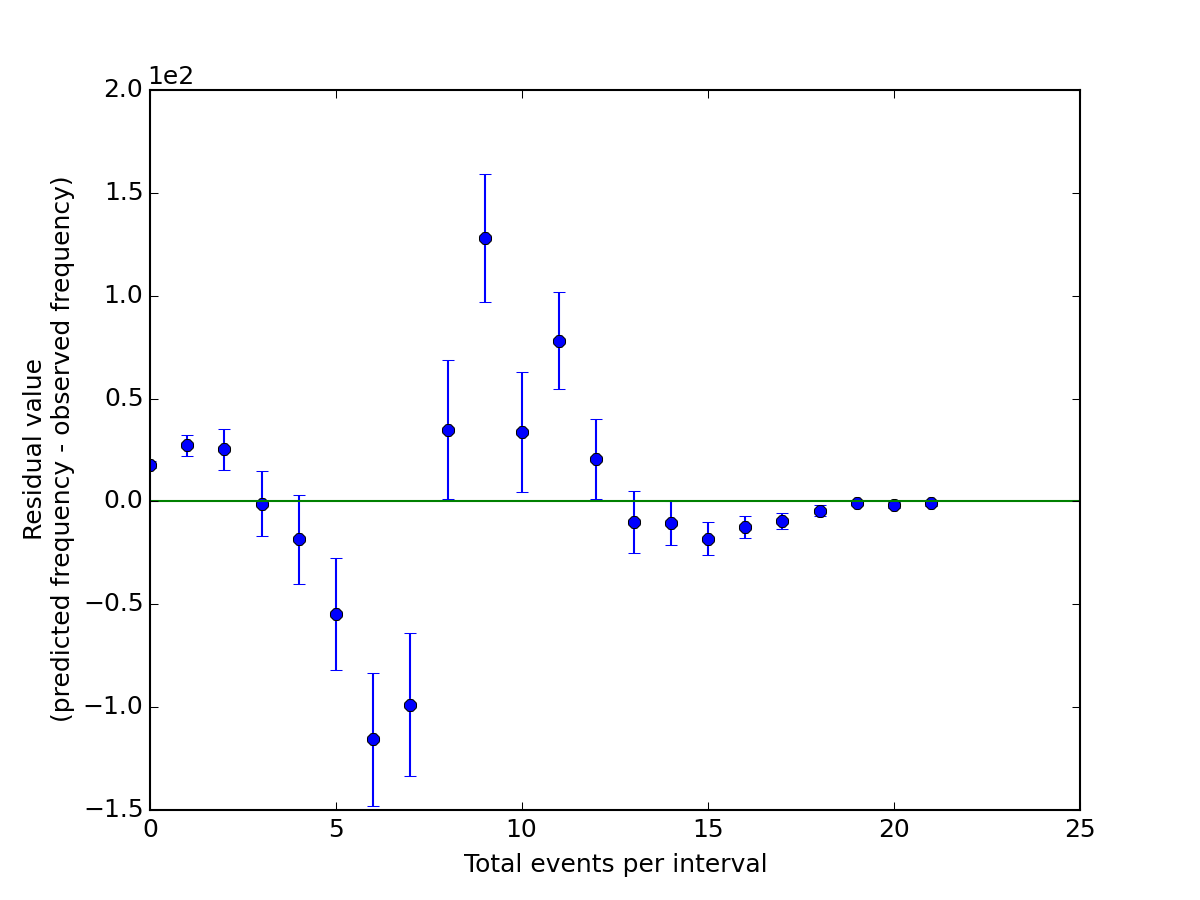 1e2
2.0
1.5
1.0
0.5
0.0
−0.5
−1.0
−1.5
0 5 10 15 20 25
Total events per interval
Residual value
(predicted frequency - observed frequency)